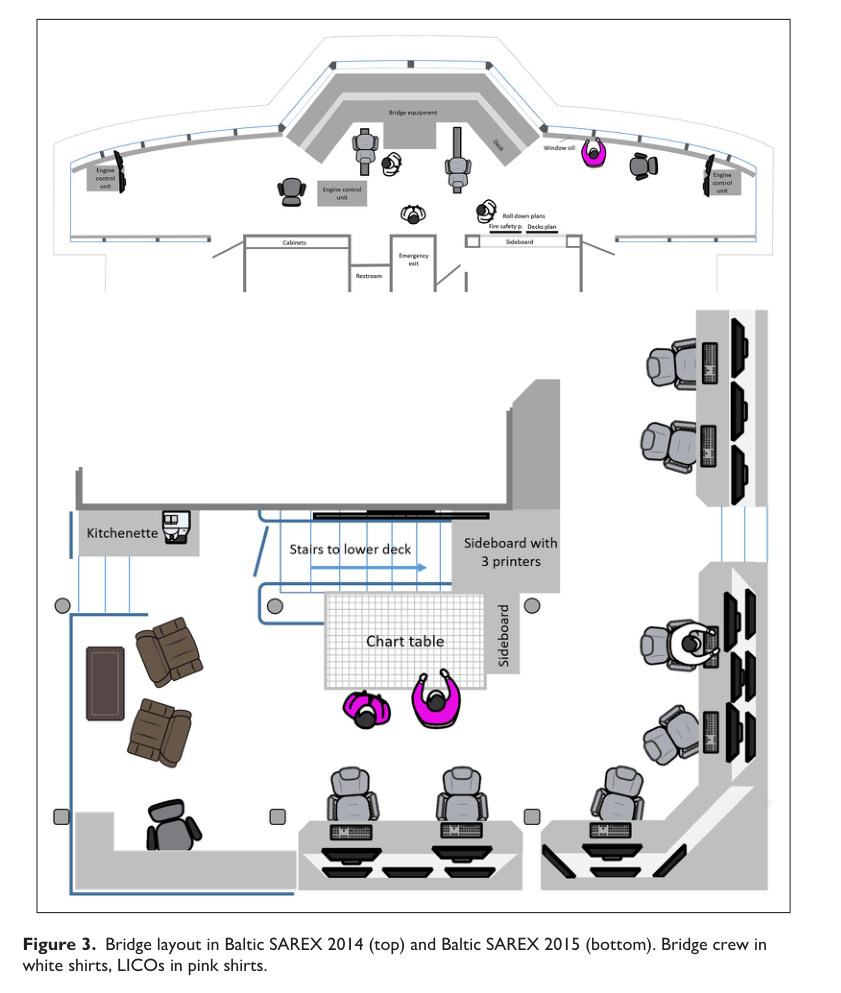 Bridge equipment
Desk
Window sill
Engine
control
unit
Engine control
unit
Engine
control
unit
Roll down plans
Fire safety p. Decks plan
Cabinets
Emergency
exit
Sideboard
Restroom
Kitchenette
Stairs to lower deck
Sideboard with
3 printers
Chart table
Sideboard
Figure 3. Bridge layout in Baltic SAREX 2014 (top) and Baltic SAREX 2015 (bottom). Bridge crew in
white shirts, LICOs in pink shirts.